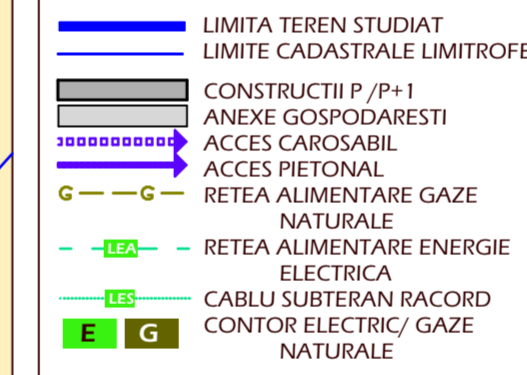 LIMITA TEREN STUDIAT
LIMITE CADASTRALE LIMITROFE
CONSTRUCTII P /P+1
ANEXE GOSPODARESTI
ACCES CAROSABIL
ACCES PIETONAL
G G RETEA ALIMENTARE GAZE
NATURALE
LEA RETEA ALIMENTARE ENERGIE
ELECTRICA
LES CABLU SUBTERAN RACORD
E G CONTOR ELECTRIC/ GAZE
NATURALE